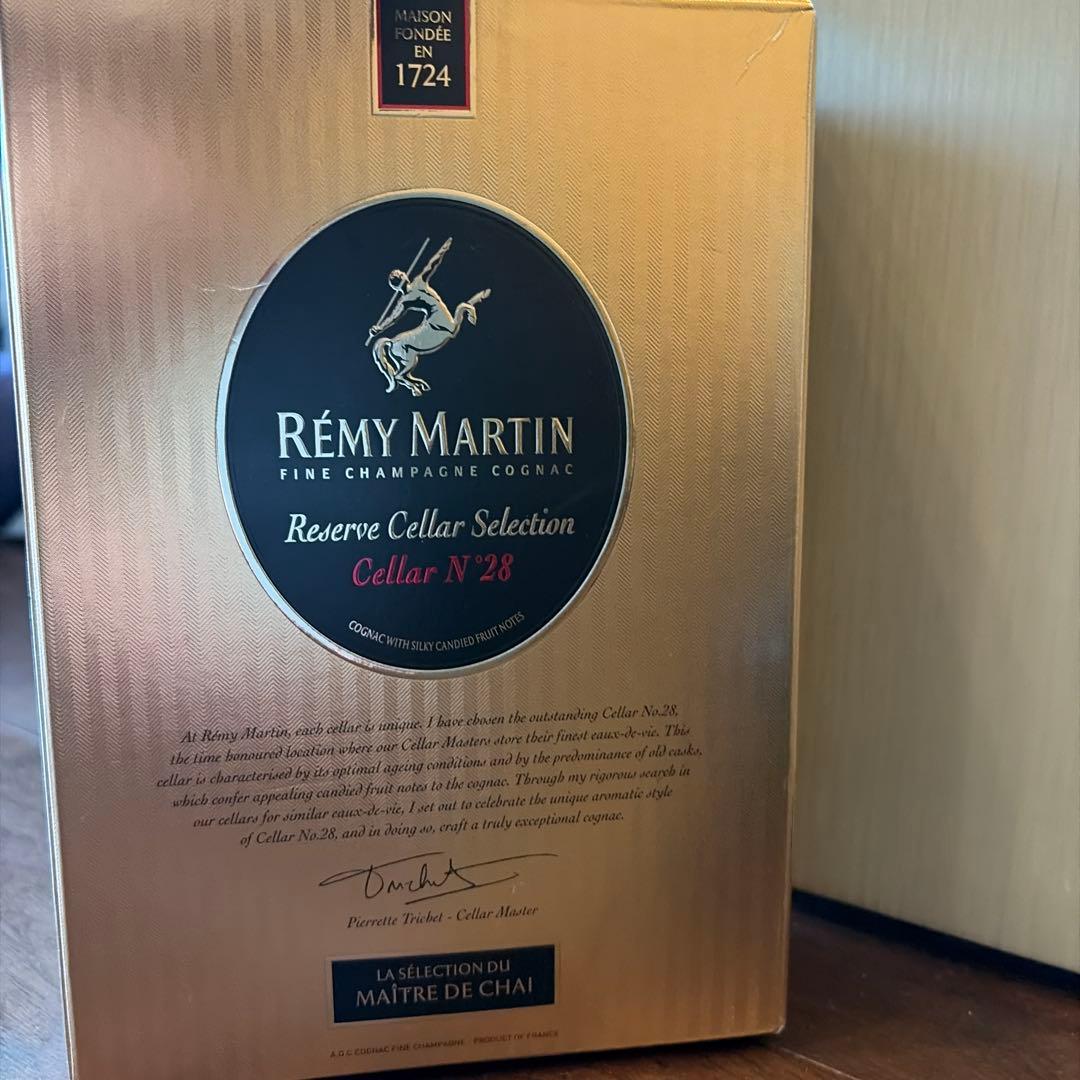 MAISON
FONDÉE
EN
1724
RÉMY MARTIN
FINE CHAMPAGNE COGNAC
Reserve Cellar Selection
Cellar N°28
COGNAC WITH SILKY CANDIED FRUIT NOTES
At Rémy Martin, each cellar is unique. I have chosen the outstanding Cellar No.28,
the time honoured location where our Cellar Masters store their finest eaux-de-vie. This
cellar is characterised by its optimal ageing conditions and by the predominance of old casks,
which confer appealing candied fruit notes to the cognac. Through my rigorous search in
our cellars for similar eaux-de-vie, I set out to celebrate the unique aromatic style
of Cellar No.28, and in doing so, craft a truly exceptional cognac.
Pierrette Trichet - Cellar Master
LA SÉLECTION DU
MAÎTRE DE CHAI
A.O.C COGNAC FINE CHAMPAGNE - PRODUCT OF FRANCE